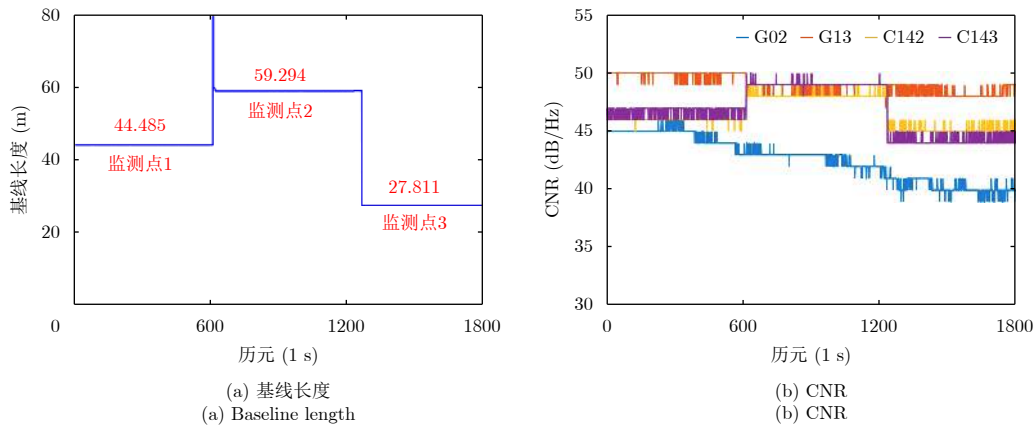 80
60
40
20
0
600
1200
1800
基线长度 (m)
44.485
监测点1
59.294
监测点2
27.811
监测点3
历元 (1 s)
(a) 基线长度
(a) Baseline length
G02 G13 C142 C143
55
50
45
40
35
30
0
600
1200
1800
CNR (dB/Hz)
历元 (1 s)
(b) CNR
(b) CNR